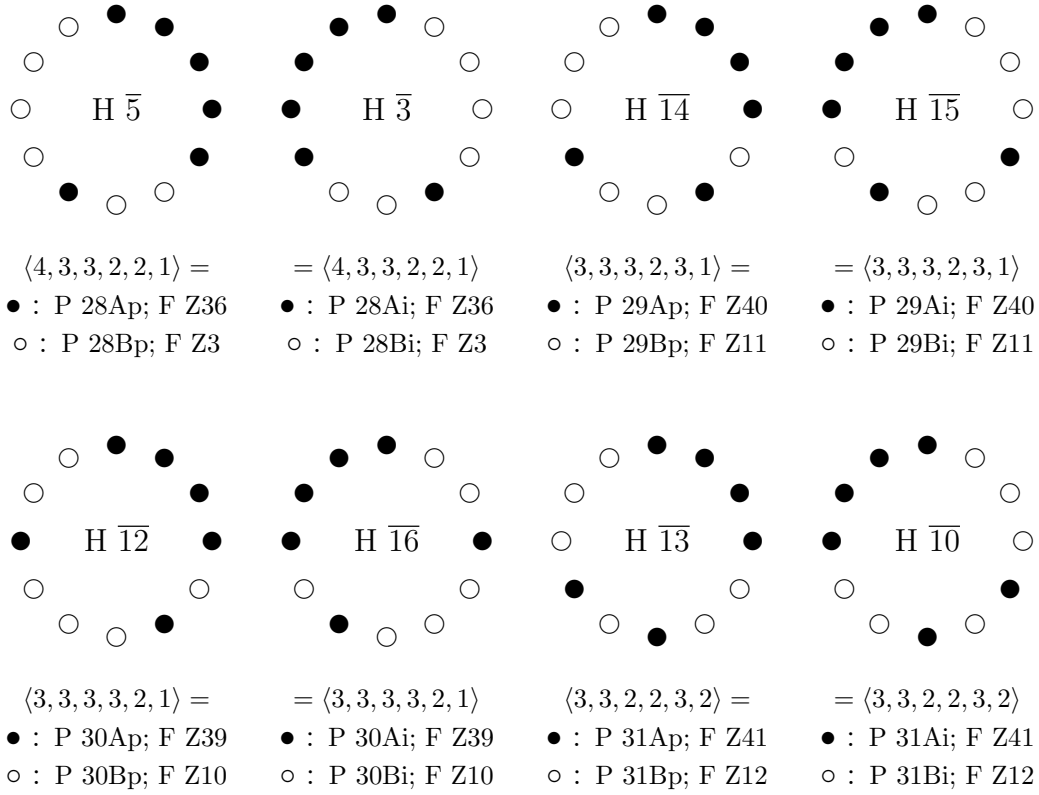 H 5̅ H 3̅ H 1̅4̅ H 1̅5̅
⟨4, 3, 3, 2, 2, 1⟩ = = ⟨4, 3, 3, 2, 2, 1⟩ ⟨3, 3, 3, 2, 3, 1⟩ = = ⟨3, 3, 3, 2, 3, 1⟩
● : P 28Ap; F Z36 ● : P 28Ai; F Z36 ● : P 29Ap; F Z40 ● : P 29Ai; F Z40
○ : P 28Bp; F Z3 ○ : P 28Bi; F Z3 ○ : P 29Bp; F Z11 ○ : P 29Bi; F Z11
H 1̅2̅ H 1̅6̅ H 1̅3̅ H 1̅0̅
⟨3, 3, 3, 3, 2, 1⟩ = = ⟨3, 3, 3, 3, 2, 1⟩ ⟨3, 3, 2, 2, 3, 2⟩ = = ⟨3, 3, 2, 2, 3, 2⟩
● : P 30Ap; F Z39 ● : P 30Ai; F Z39 ● : P 31Ap; F Z41 ● : P 31Ai; F Z41
○ : P 30Bp; F Z10 ○ : P 30Bi; F Z10 ○ : P 31Bp; F Z12 ○ : P 31Bi; F Z12